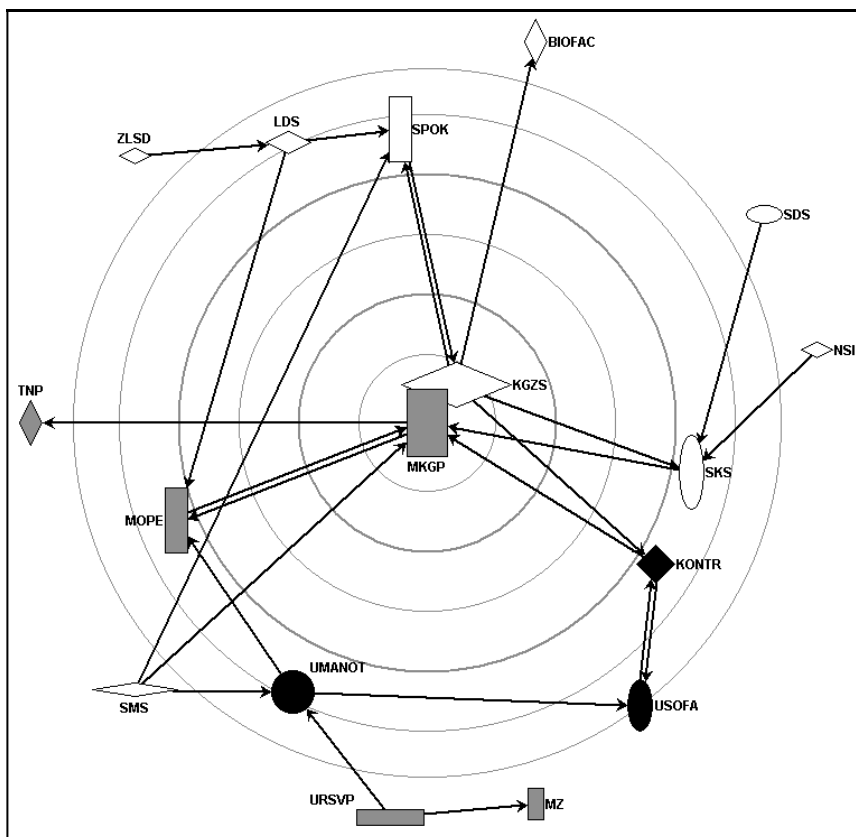 BIOFAC
LDS
SPOK
ZLSD
SDS
NSI
TNP
KGZS
MKGP
SKS
MOPE
KONTR
UMANOT
SMS
USOFA
URSVP
MZ